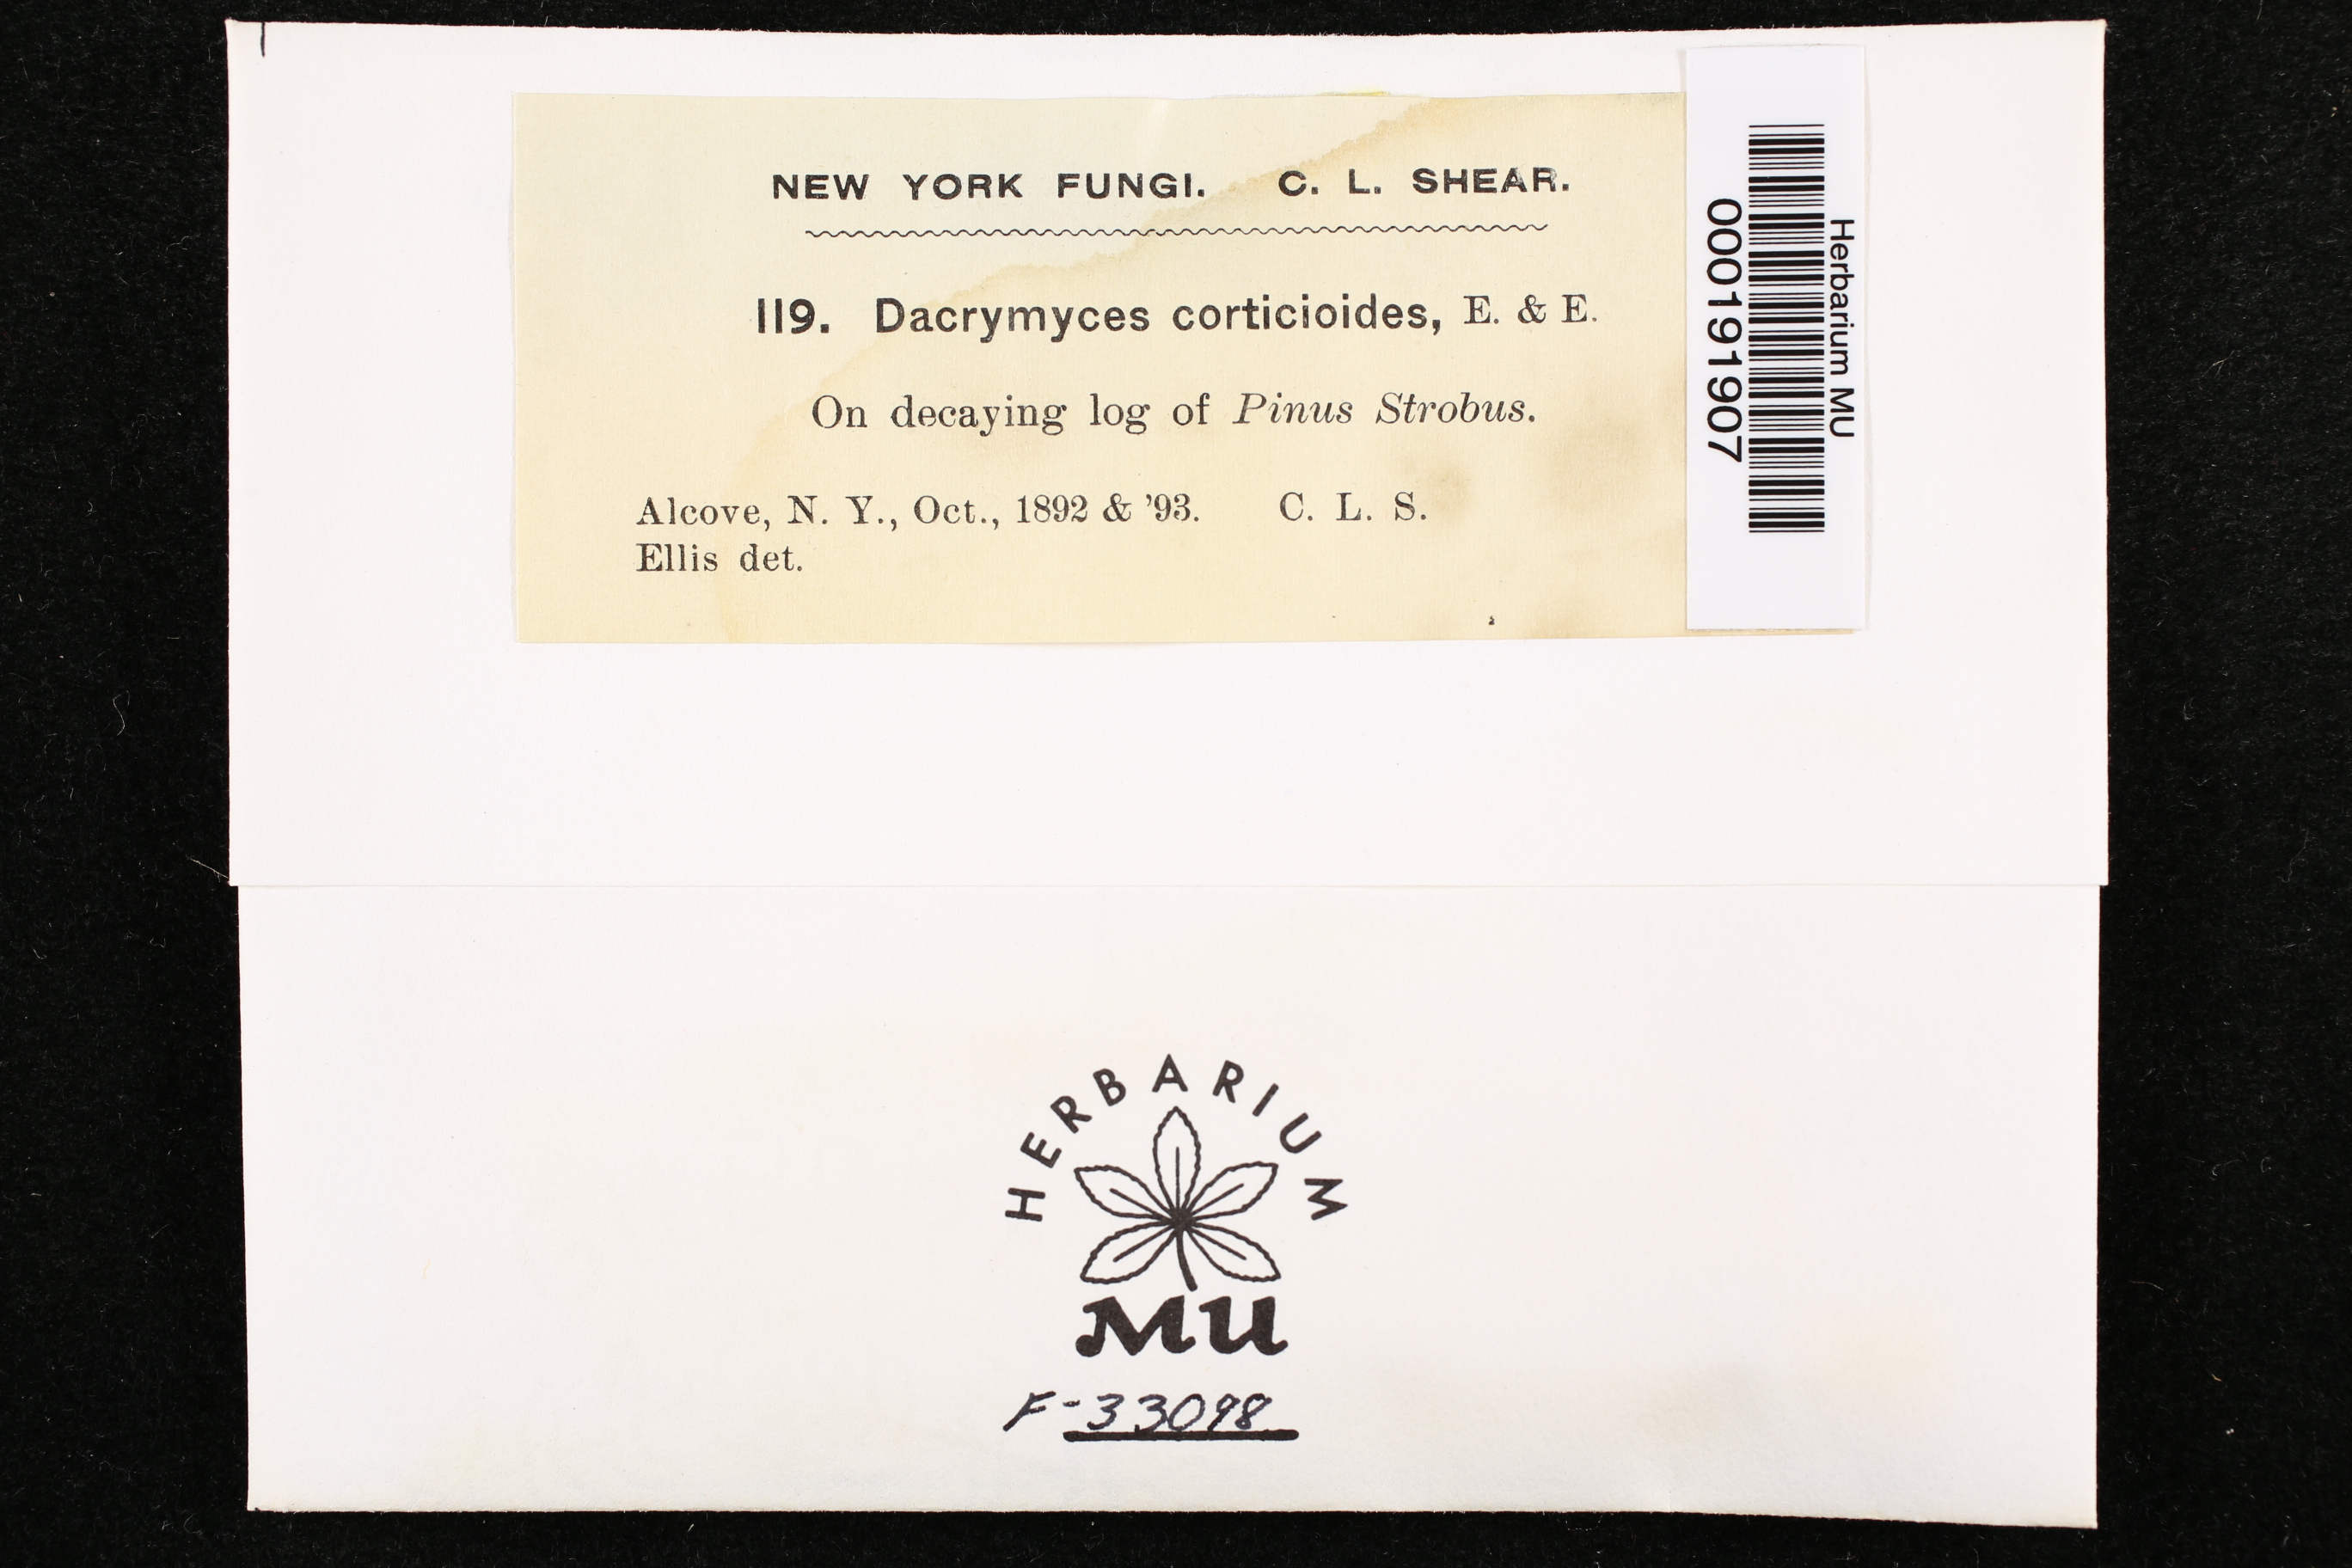 NEW YORK FUNGI. C. L. SHEAR.
119. Dacrymyces corticioides, E. & E.
On decaying log of Pinus Strobus.
Alcove, N. Y., Oct., 1892 & '93. C. L. S.
Ellis det.
Herbarium MU
000191907
HERBARIUM
MU
F-33098